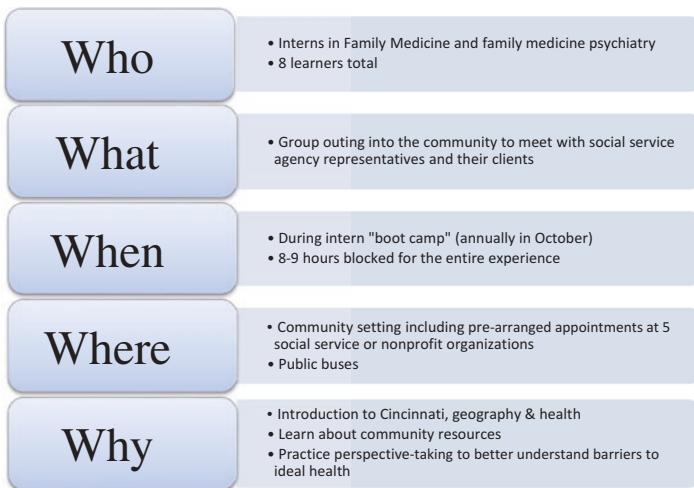 Who
• Interns in Family Medicine and family medicine psychiatry
• 8 learners total
What
• Group outing into the community to meet with social service
agency representatives and their clients
When
• During intern "boot camp" (annually in October)
• 8-9 hours blocked for the entire experience
Where
• Community setting including pre-arranged appointments at 5
social service or nonprofit organizations
• Public buses
Why
• Introduction to Cincinnati, geography & health
• Learn about community resources
• Practice perspective-taking to better understand barriers to
ideal health